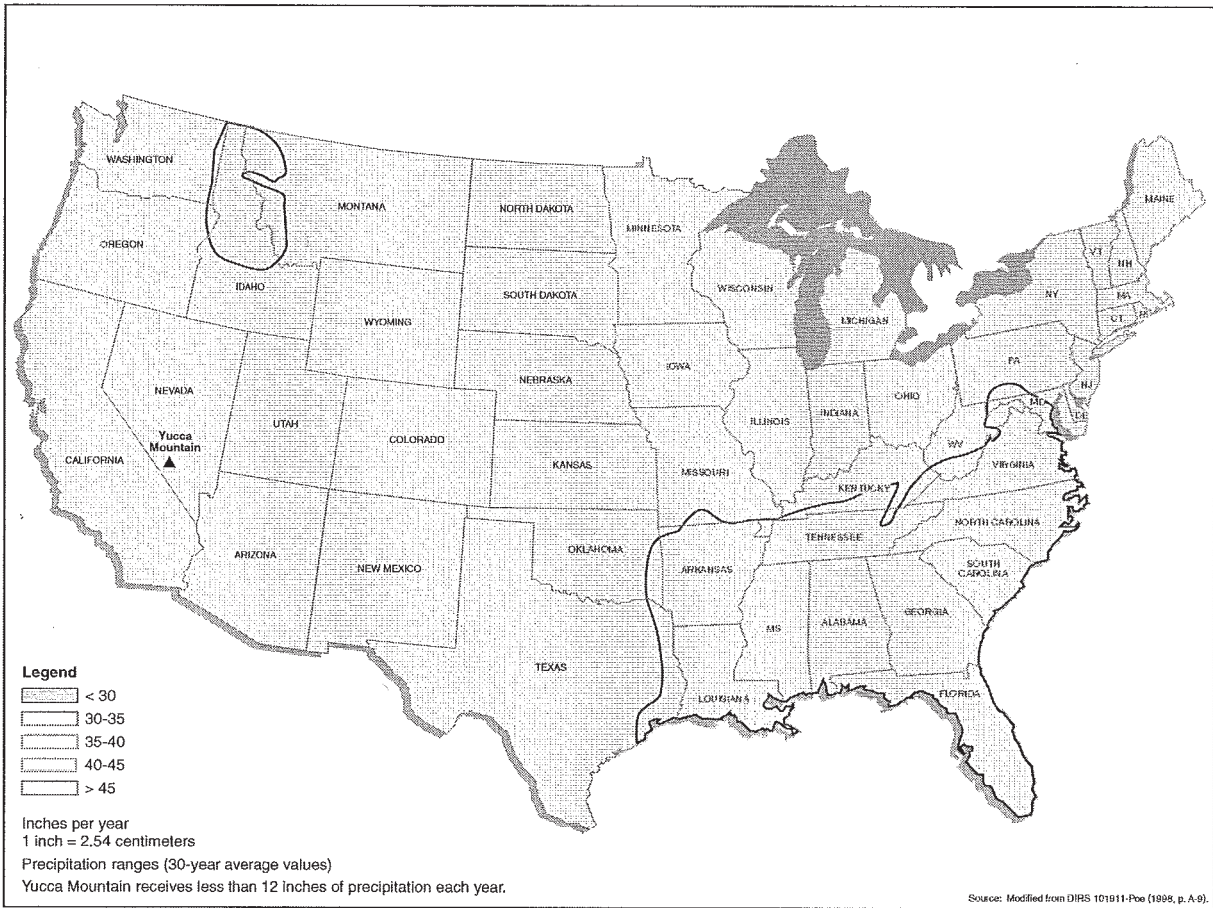 WASHINGTON
MONTANA
NORTH DAKOTA
MINNESOTA
MAINE
OREGON
IDAHO
SOUTH DAKOTA
WISCONSIN
MICHIGAN
VT
NH
NY
MA
CT
RI
WYOMING
NEBRASKA
IOWA
PA
NJ
NEVADA
UTAH
COLORADO
KANSAS
MISSOURI
ILLINOIS
INDIANA
OHIO
WV
MD
DE
VIRGINIA
KENTUCKY
Yucca
Mountain
CALIFORNIA
ARIZONA
NEW MEXICO
OKLAHOMA
ARKANSAS
TENNESSEE
NORTH CAROLINA
SOUTH
CAROLINA
TEXAS
MS
ALABAMA
GEORGIA
LOUISIANA
FLORIDA
Legend
< 30
30-35
35-40
40-45
> 45
Inches per year
1 inch = 2.54 centimeters
Precipitation ranges (30-year average values)
Yucca Mountain receives less than 12 inches of precipitation each year.
Source: Modified from DIRS 101911-Poe (1998, p. A-9).